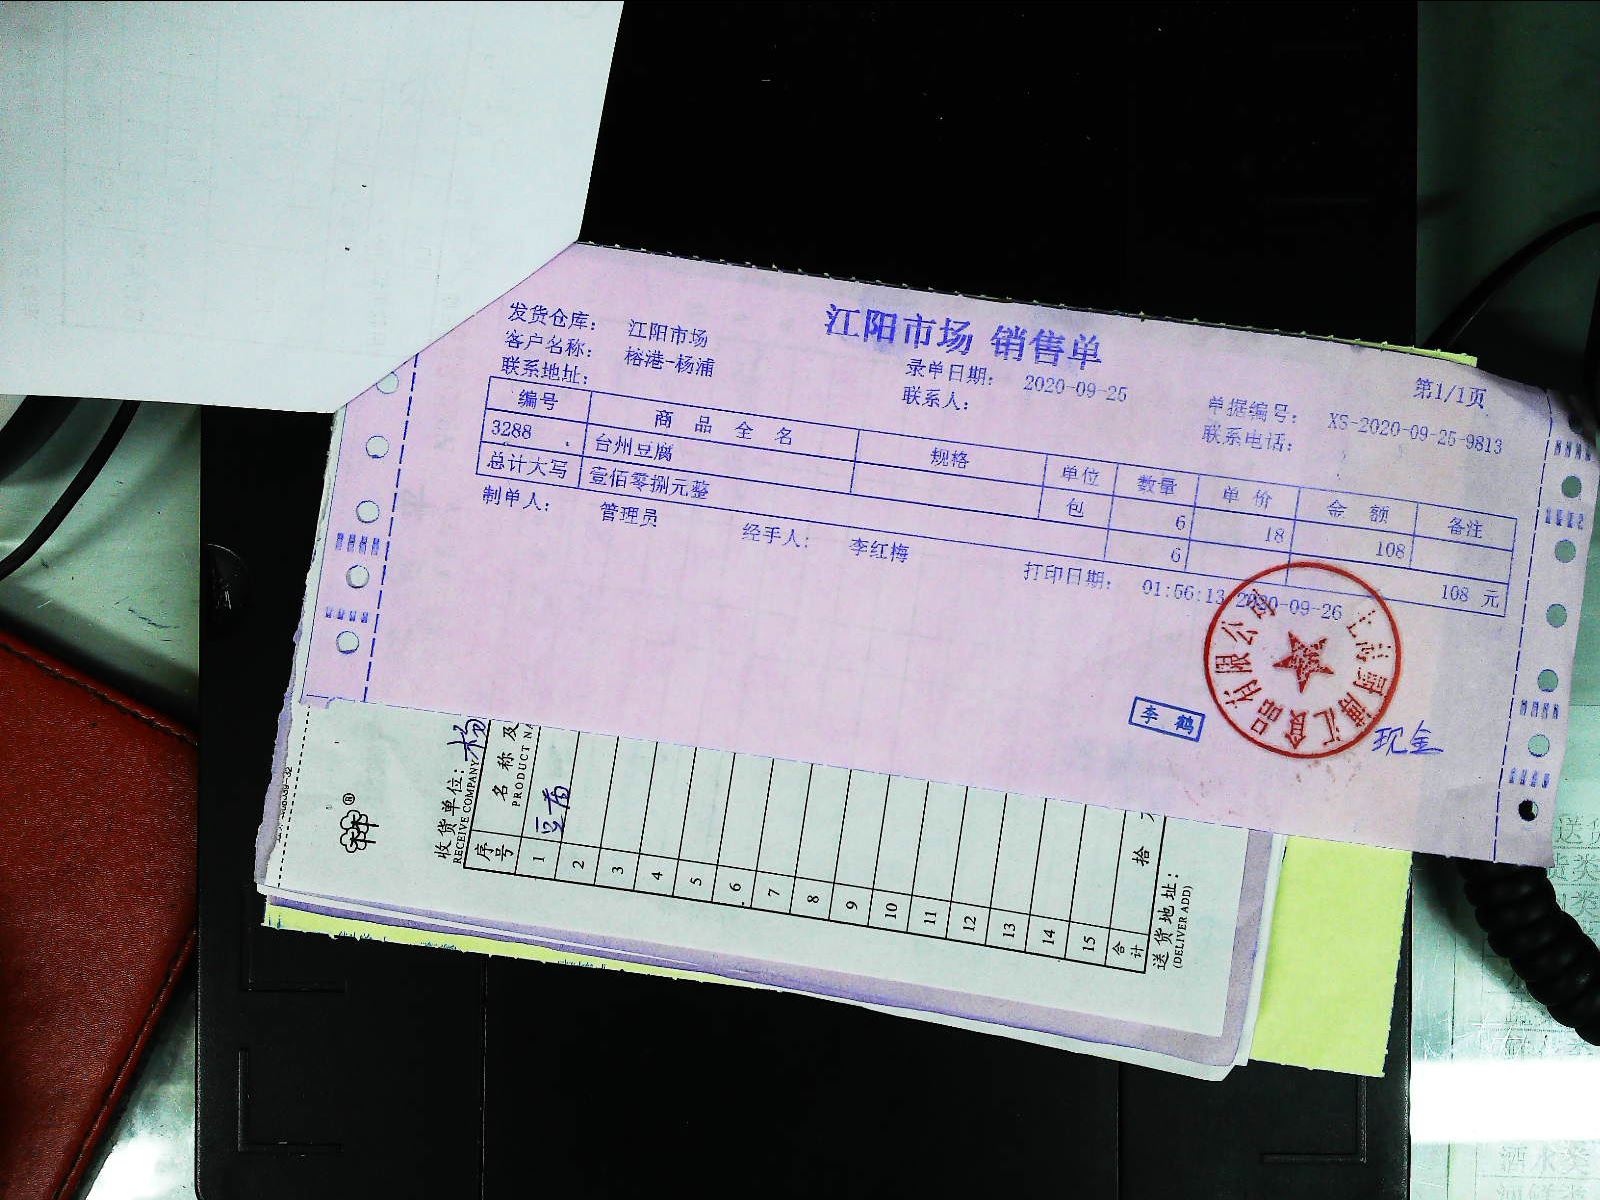 江阳市场 销售单
第1/1页
发货仓库: 江阳市场
客户名称: 榕港-杨浦 录单日期: 2020-09-25 单据编号: XS-2020-09-25-9813
联系地址: 联系人: 联系电话:
编号 商品全名 规格 单位 数量 单价 金额 备注
3288 台州豆腐 包 6 18 108
总计大写 壹佰零捌元整 6 108 元
制单人: 管理员 经手人: 李红梅 打印日期: 01:56:13 2020-09-26
李鹤
现金
收货单位: 杨
RECEIVE COMPANY
序号 名称及
PRODUCT NA
1 豆腐
2
3
4
5
6
7
8
9
10
11
12
13
14
15
合计 拾
送货地址:
(DELIVER ADD)
酒水类